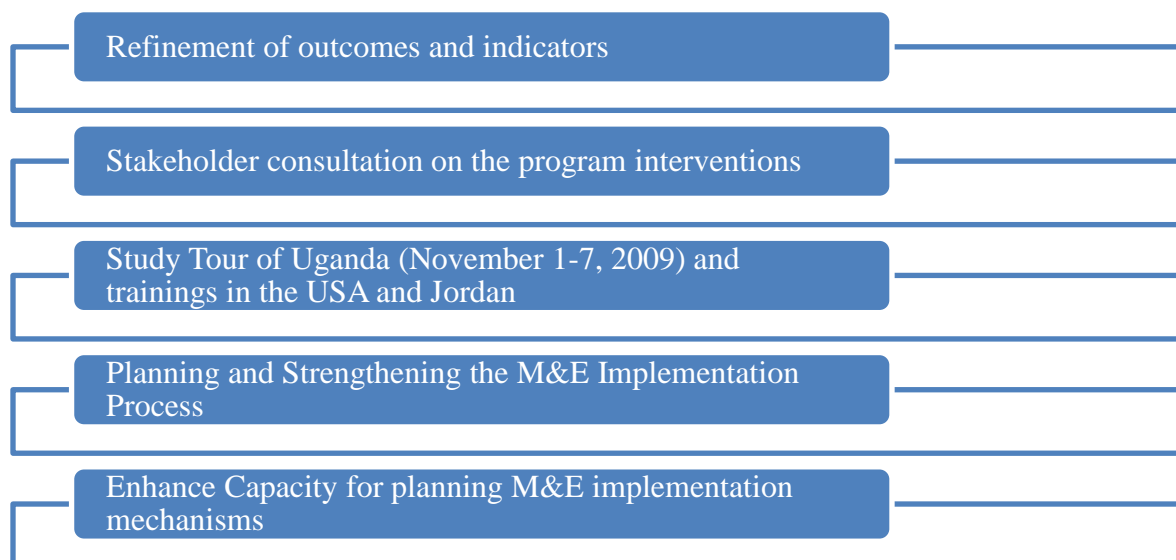 Refinement of outcomes and indicators
Stakeholder consultation on the program interventions
Study Tour of Uganda (November 1-7, 2009) and
trainings in the USA and Jordan
Planning and Strengthening the M&E Implementation
Process
Enhance Capacity for planning M&E implementation
mechanisms